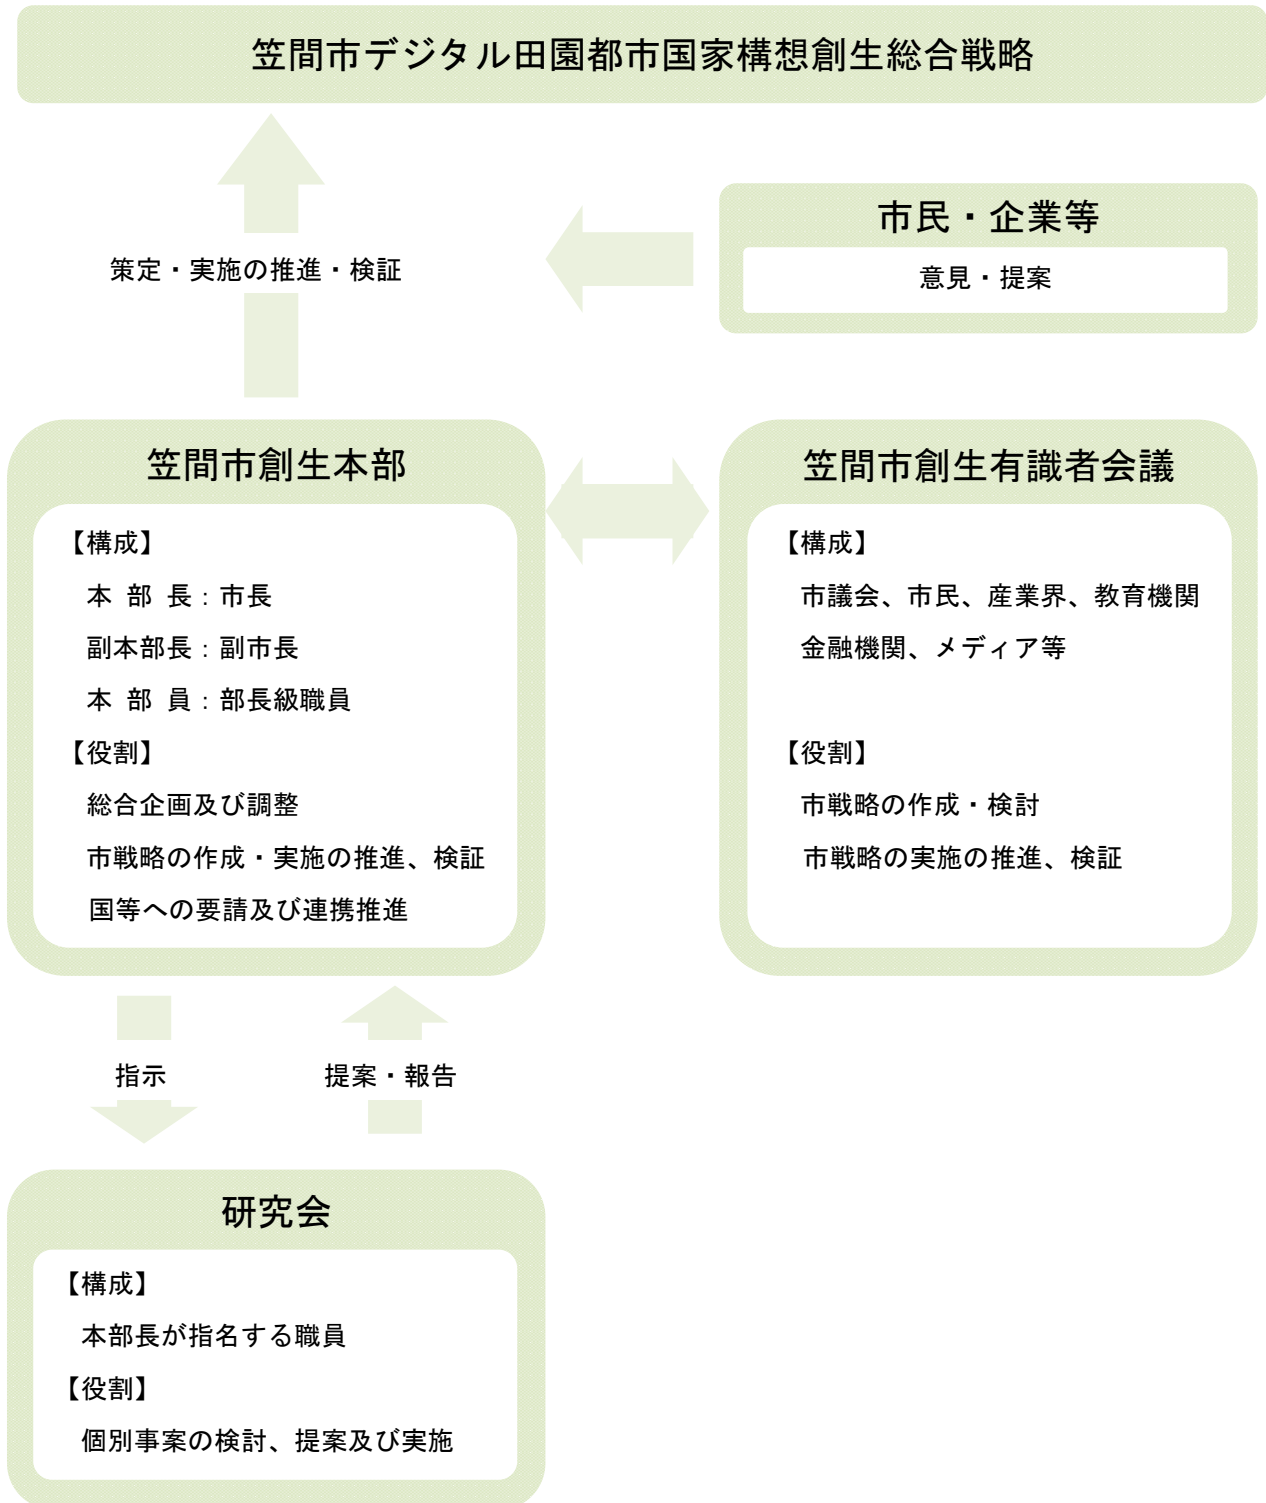 笠間市デジタル田園都市国家構想創生総合戦略
市民・企業等
意見・提案
策定・実施の推進・検証
笠間市創生本部
【構成】
本 部 長：市長
副本部長：副市長
本 部 員：部長級職員
【役割】
総合企画及び調整
市戦略の作成・実施の推進、検証
国等への要請及び連携推進
笠間市創生有識者会議
【構成】
市議会、市民、産業界、教育機関
金融機関、メディア等
【役割】
市戦略の作成・検討
市戦略の実施の推進、検証
指示
提案・報告
研究会
【構成】
本部長が指名する職員
【役割】
個別事案の検討、提案及び実施